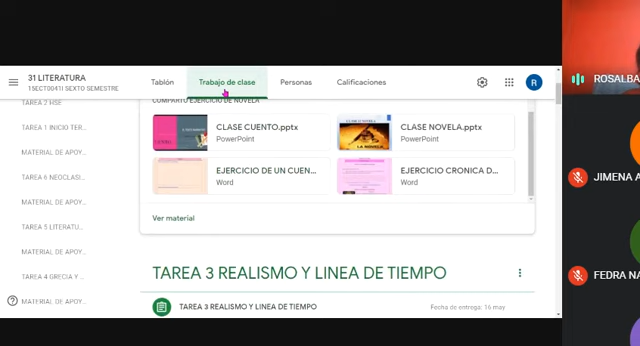 31 LITERATURA
15ECT0041I SEXTO SEMESTRE
Tablón
Trabajo de clase
Personas
Calificaciones
R
ROSALBA
TAREA 2 HSE
COMPARTO EJERCICIO DE NOVELA
TAREA 1 INICIO TER...
CLASE CUENTO.pptx
PowerPoint
CLASE NOVELA.pptx
PowerPoint
MATERIAL DE APOY...
TAREA 6 NEOCLASI...
EJERCICIO DE UN CUEN...
Word
EJERCICIO CRONICA D...
Word
JIMENA A
MATERIAL DE APOY...
TAREA 5 LITERATU...
Ver material
MATERIAL DE APOY...
TAREA 4 GRECIA Y ...
TAREA 3 REALISMO Y LINEA DE TIEMPO
FEDRA NA
MATERIAL DE APOY...
TAREA 3 REALISMO Y LINEA DE TIEMPO
Fecha de entrega: 16 may